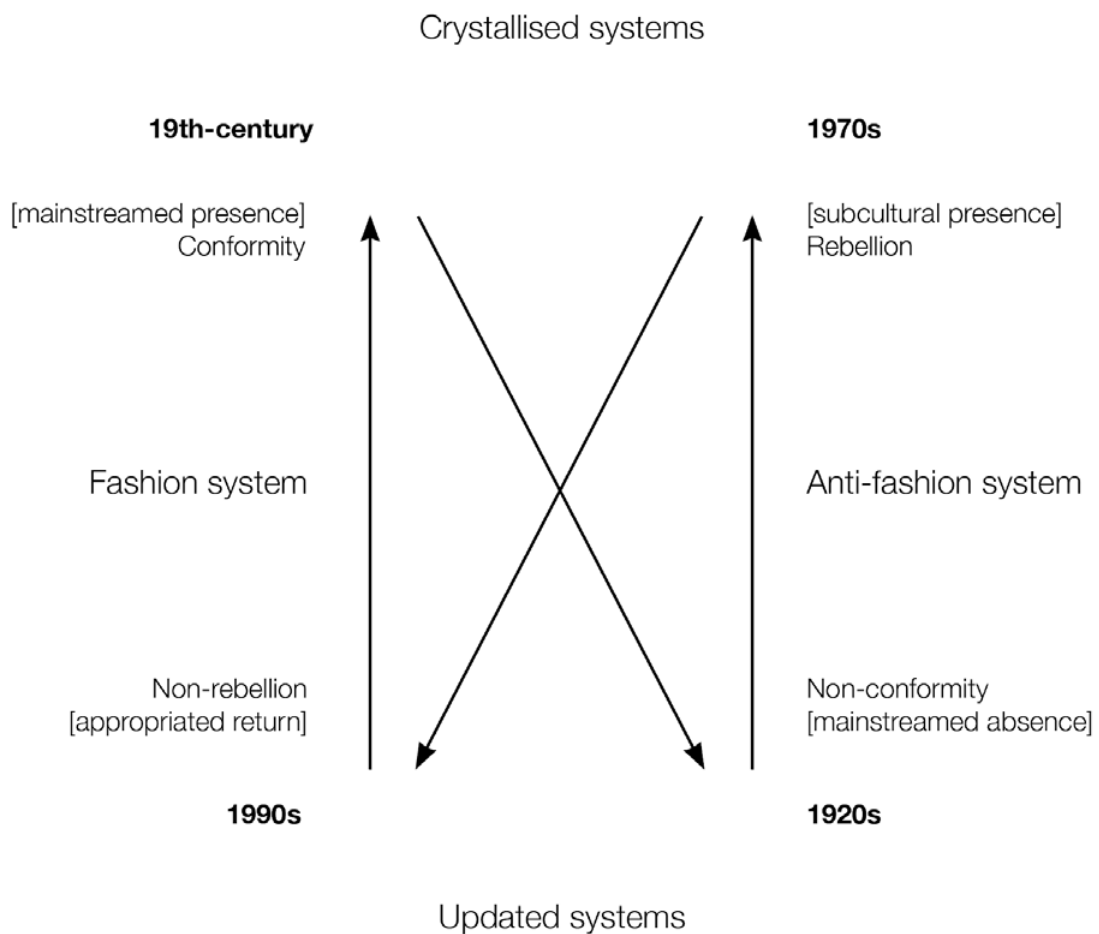 Crystallised systems
19th-century
1970s
[mainstreamed presence]
Conformity
[subcultural presence]
Rebellion
Fashion system
Anti-fashion system
Non-rebellion
[appropriated return]
Non-conformity
[mainstreamed absence]
1990s
1920s
Updated systems